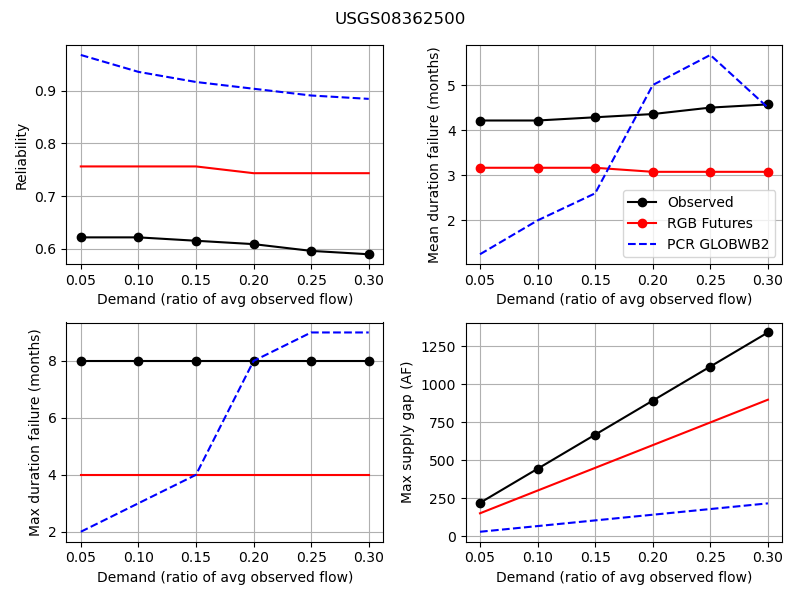 USGS08362500
Reliability
0.9
0.8
0.7
0.6
0.05 0.10 0.15 0.20 0.25 0.30
Demand (ratio of avg observed flow)
Mean duration failure (months)
5
4
3
2
Observed
RGB Futures
PCR GLOBWB2
0.05 0.10 0.15 0.20 0.25 0.30
Demand (ratio of avg observed flow)
Max duration failure (months)
8
6
4
2
0.05 0.10 0.15 0.20 0.25 0.30
Demand (ratio of avg observed flow)
Max supply gap (AF)
1250
1000
750
500
250
0
0.05 0.10 0.15 0.20 0.25 0.30
Demand (ratio of avg observed flow)